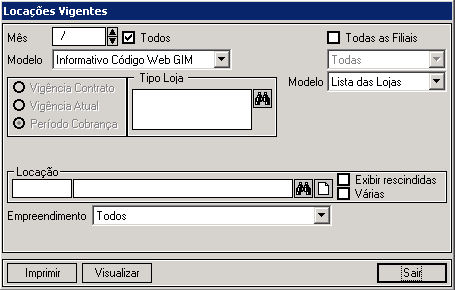 Locações Vigentes
Mês / Todos Todas as Filiais
Modelo Informativo Código Web GIM Todas
Vigência Contrato Tipo Loja Modelo Lista das Lojas
Vigência Atual
Período Cobrança
Locação Exibir rescindidas
Várias
Empreendimento Todos
Imprimir Visualizar Sair